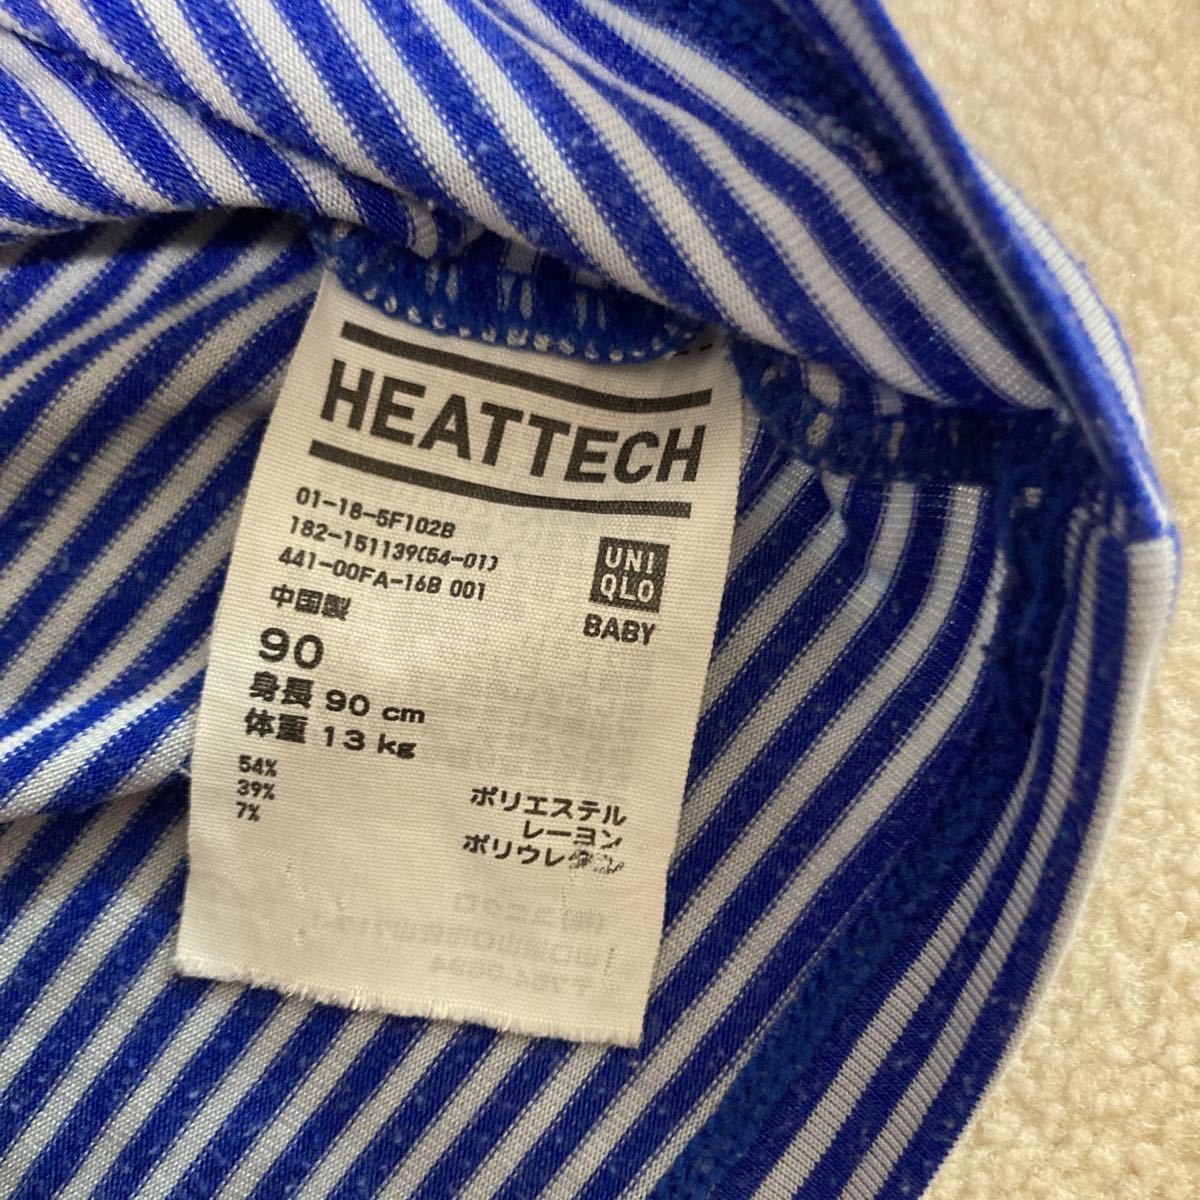 HEATTECH
01-18-5F102B
182-151139(54-01)
441-00FA-16B 001
中国製
UNI
QLO
BABY
90
身長 90 cm
体重 13 kg
54% ポリエステル
39% レーヨン
7% ポリウレタン